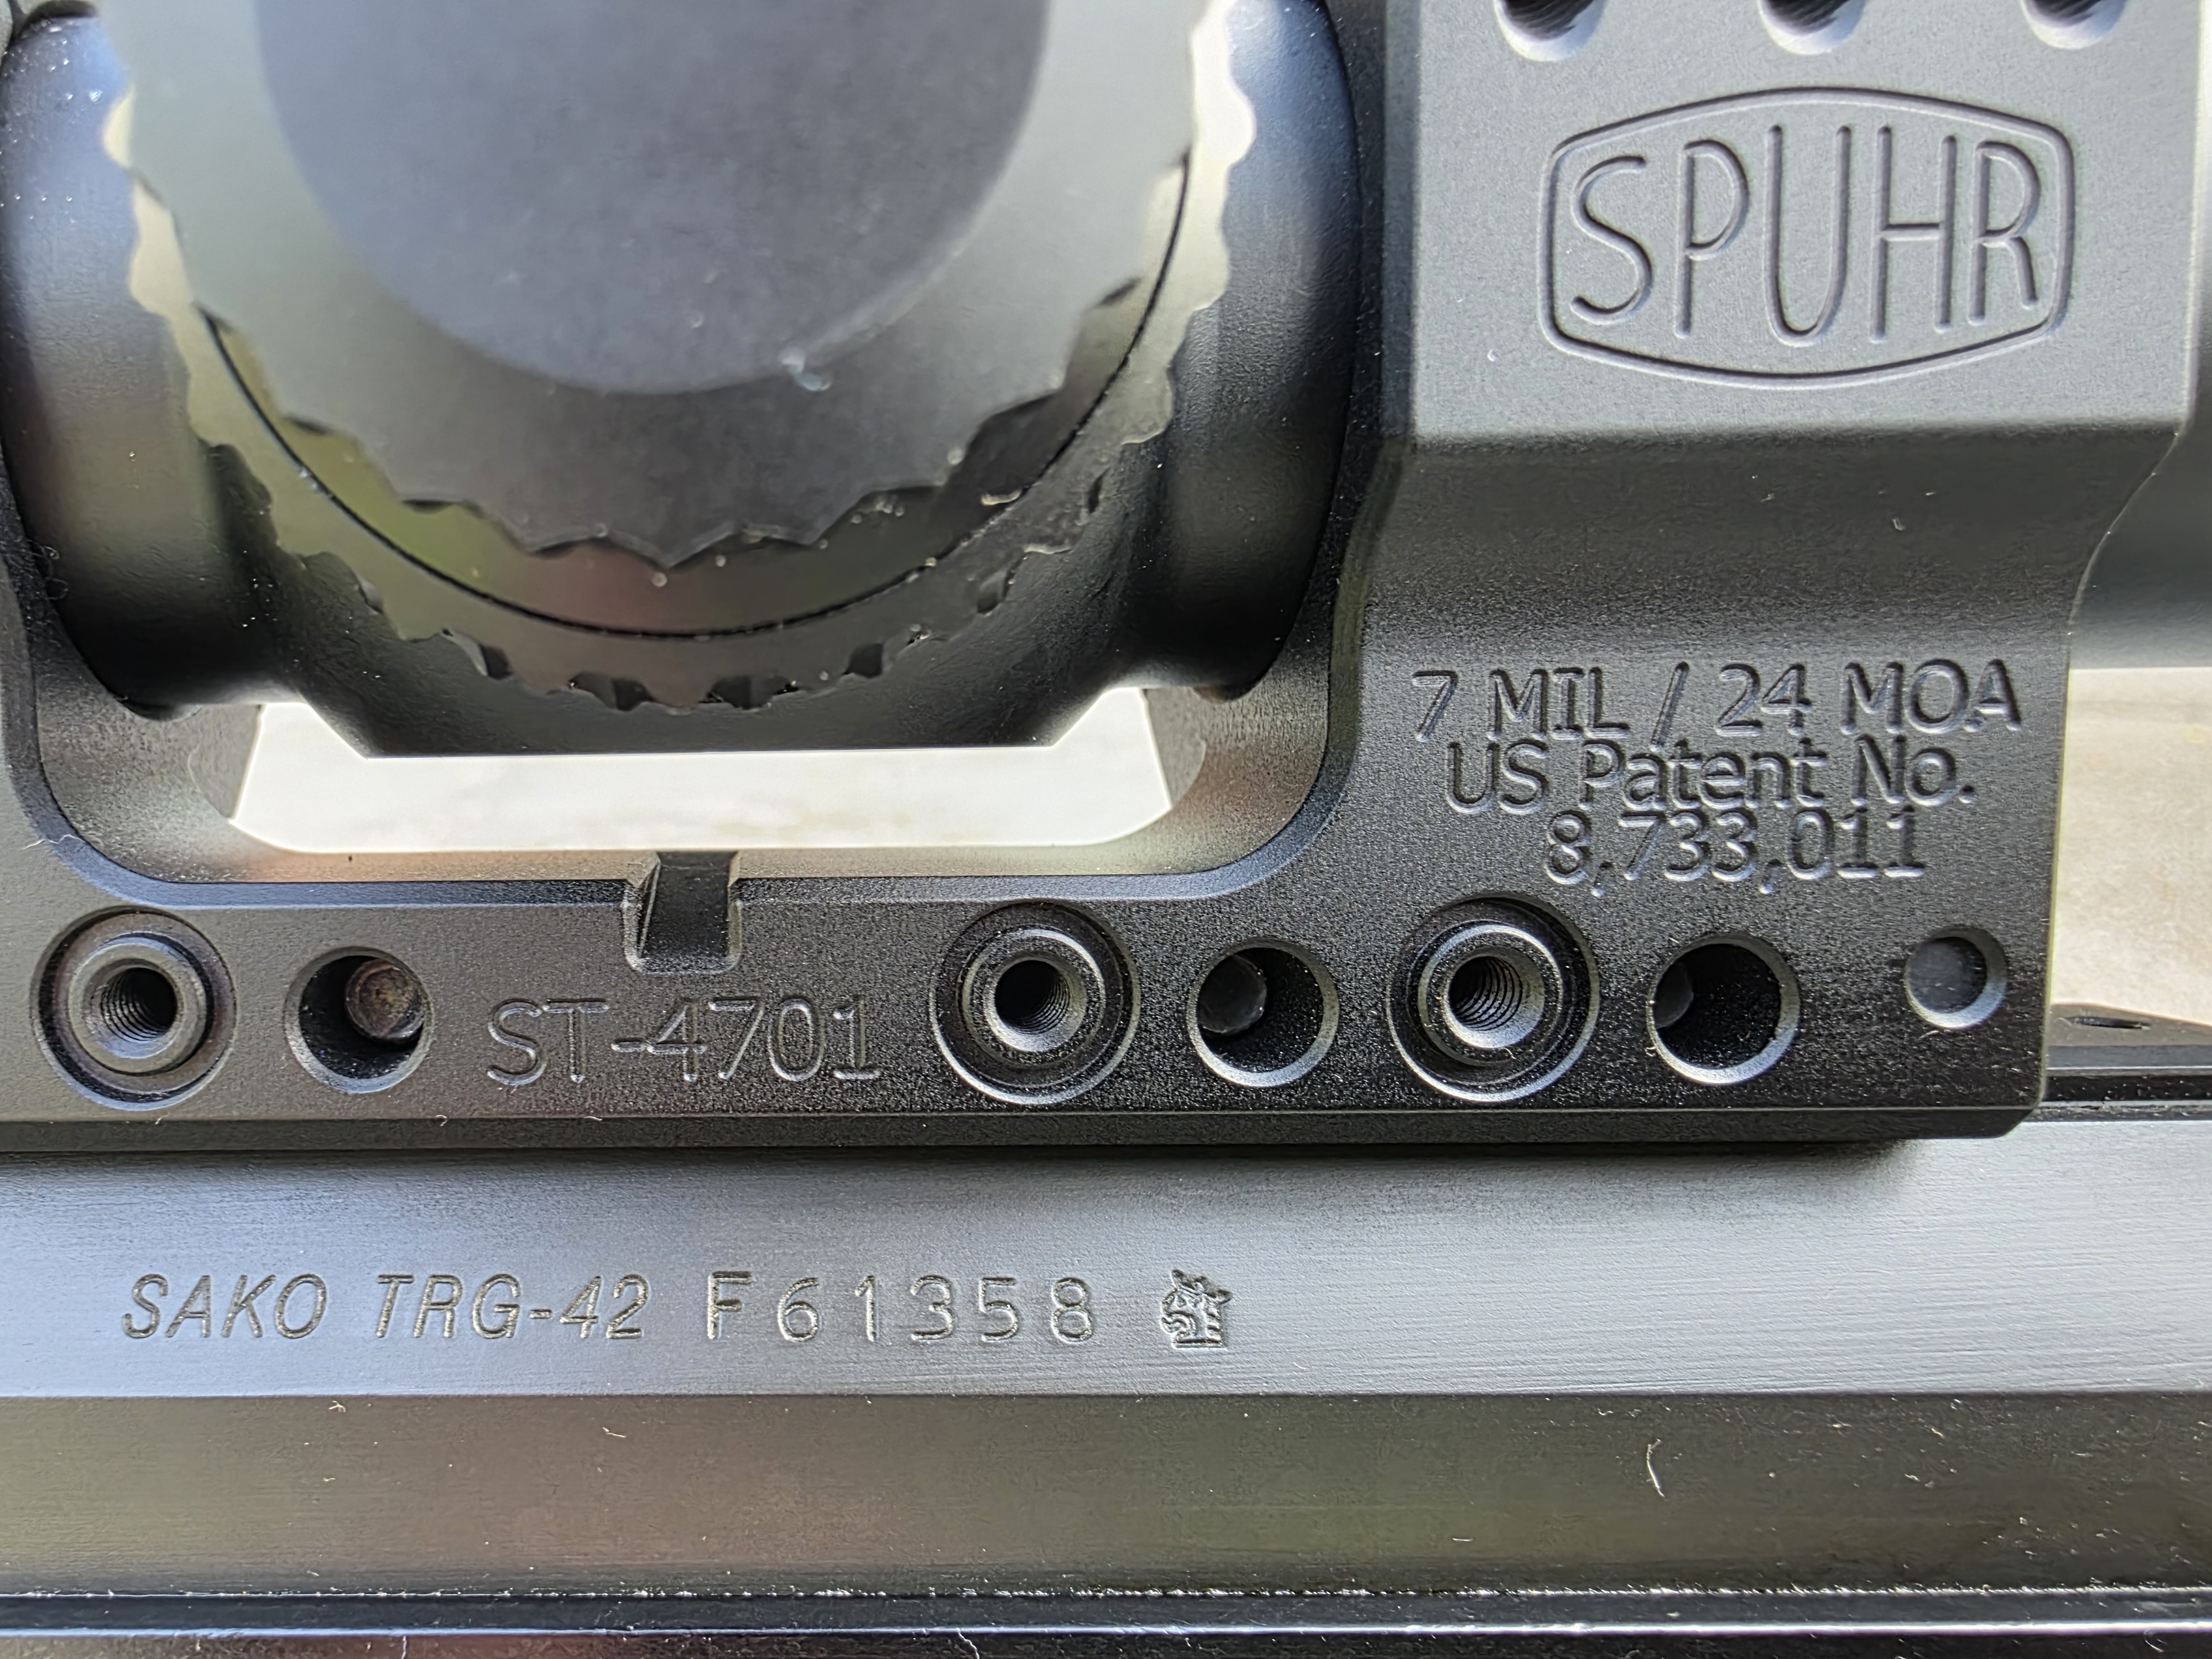 SPUHR
7 MIL / 24 MOA
US Patent No.
8,733,011
ST-4701
SAKO TRG-42 F61358